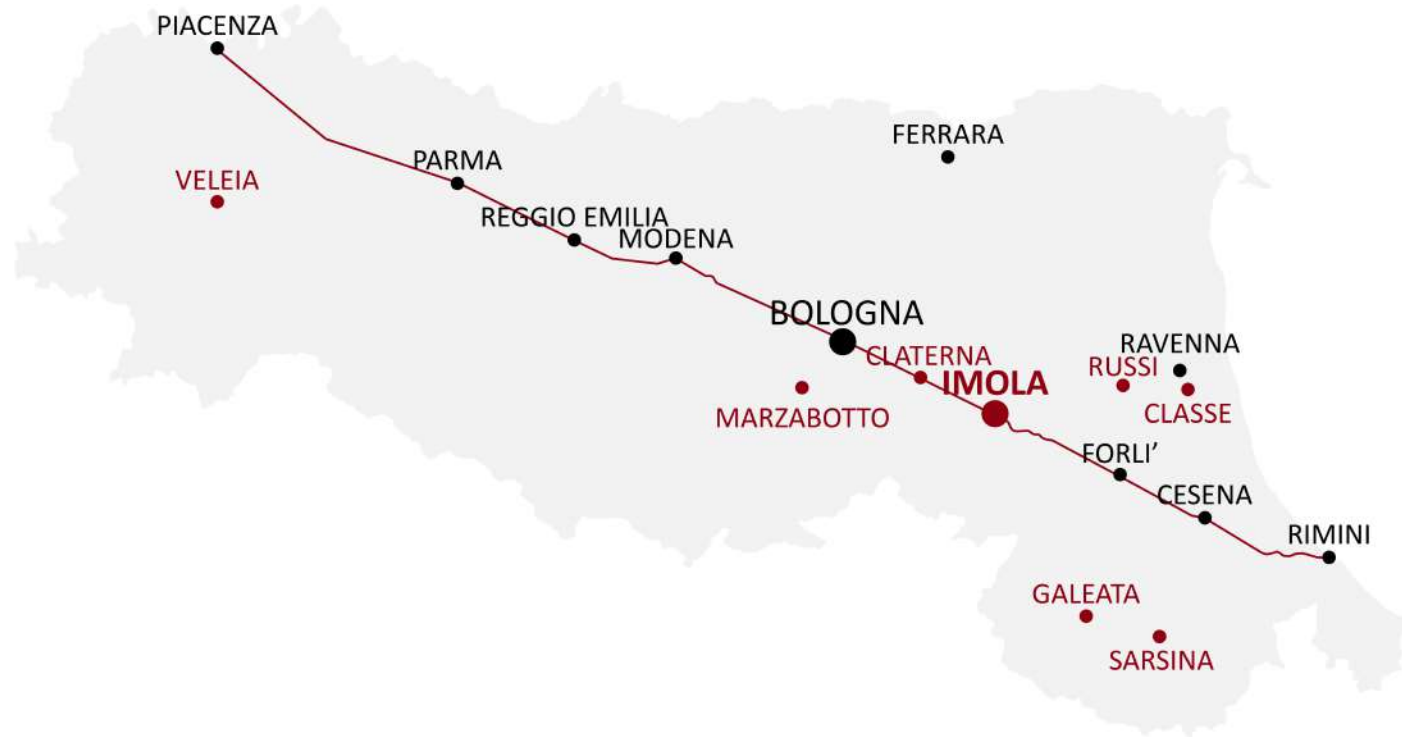 PIACENZA
FERRARA
PARMA
VELEIA
REGGIO EMILIA
MODENA
BOLOGNA
RAVENNA
CLATERNA
RUSSI
IMOLA
CLASSE
MARZABOTTO
FORLI’
CESENA
RIMINI
GALEATA
SARSINA